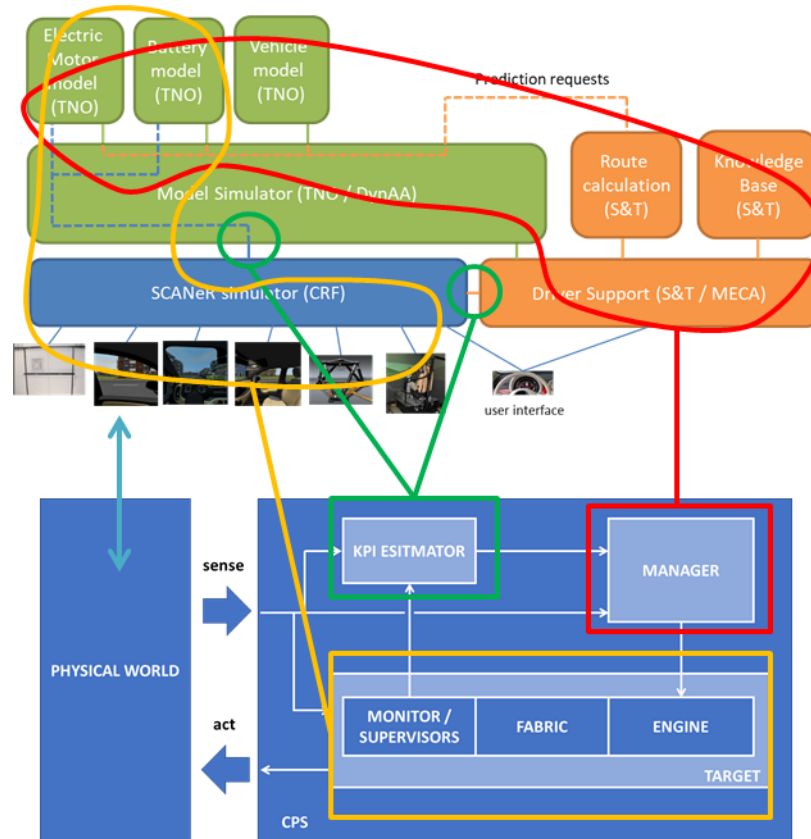 Electric
Motor
model
(TNO)
Battery
model
(TNO)
Vehicle
model
(TNO)
Prediction requests
Model Simulator (TNO / DynAA)
Route
calculation
(S&T)
Knowledge
Base
(S&T)
SCANeR simulator (CRF)
Driver Support (S&T / MECA)
user interface
KPI ESITMATOR
MANAGER
sense
PHYSICAL WORLD
act
MONITOR /
SUPERVISORS
FABRIC
ENGINE
TARGET
CPS